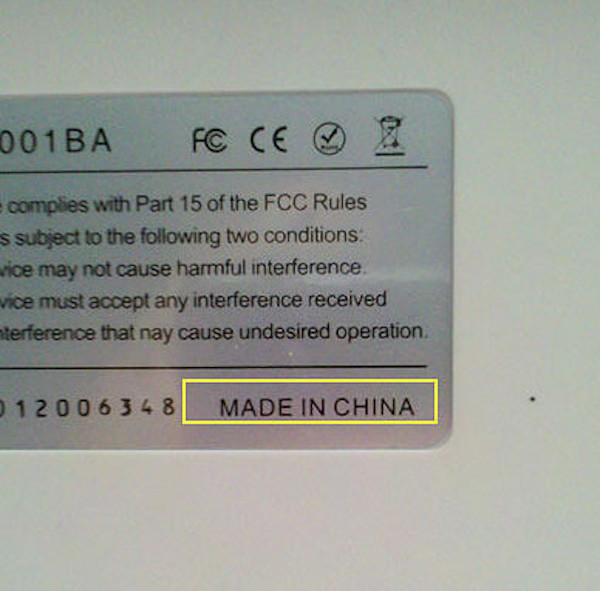 001BA FC CE
complies with Part 15 of the FCC Rules
s subject to the following two conditions:
vice may not cause harmful interference.
vice must accept any interference received
nterference that nay cause undesired operation.
012006348 MADE IN CHINA